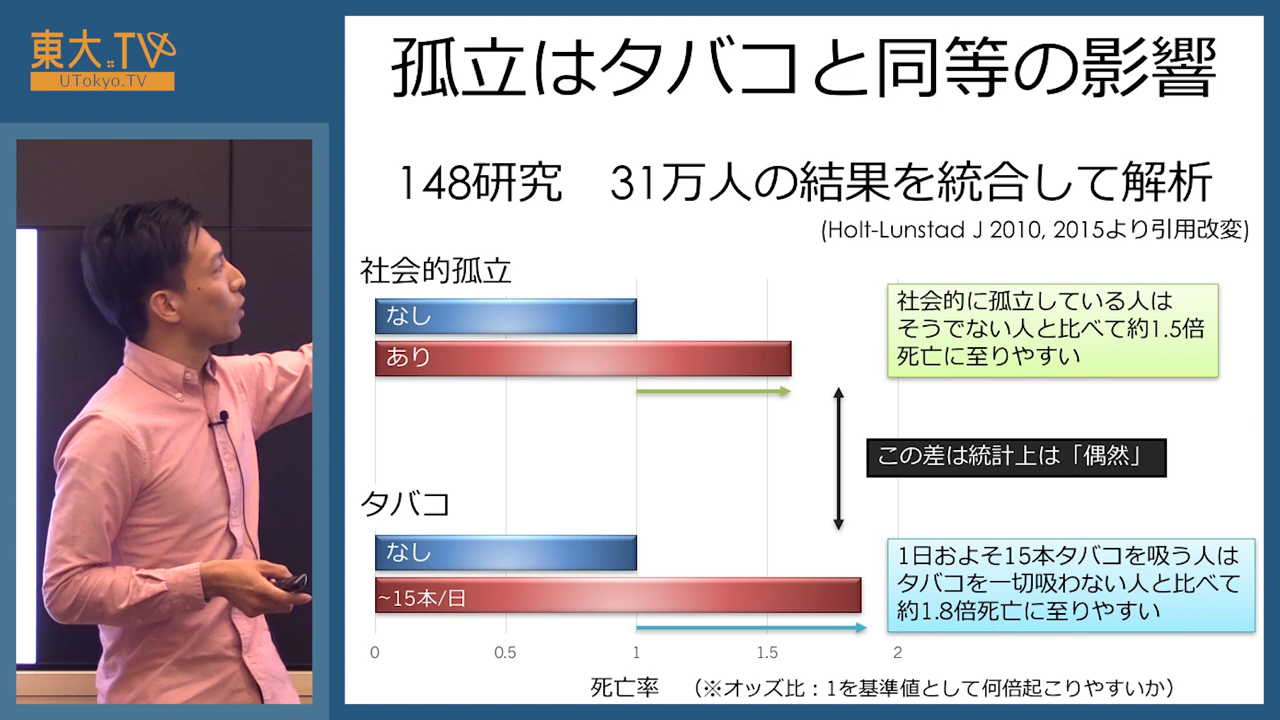 東大.TV
UTokyo.TV
孤立はタバコと同等の影響
148研究　31万人の結果を統合して解析
(Holt-Lunstad J 2010, 2015より引用改変)
社会的孤立
なし
あり
社会的に孤立している人は
そうでない人と比べて約1.5倍
死亡に至りやすい
この差は統計上は「偶然」
タバコ
なし
~15本/日
1日およそ15本タバコを吸う人は
タバコを一切吸わない人と比べて
約1.8倍死亡に至りやすい
0 0.5 1 1.5 2
死亡率　（※オッズ比：1を基準値として何倍起こりやすいか）